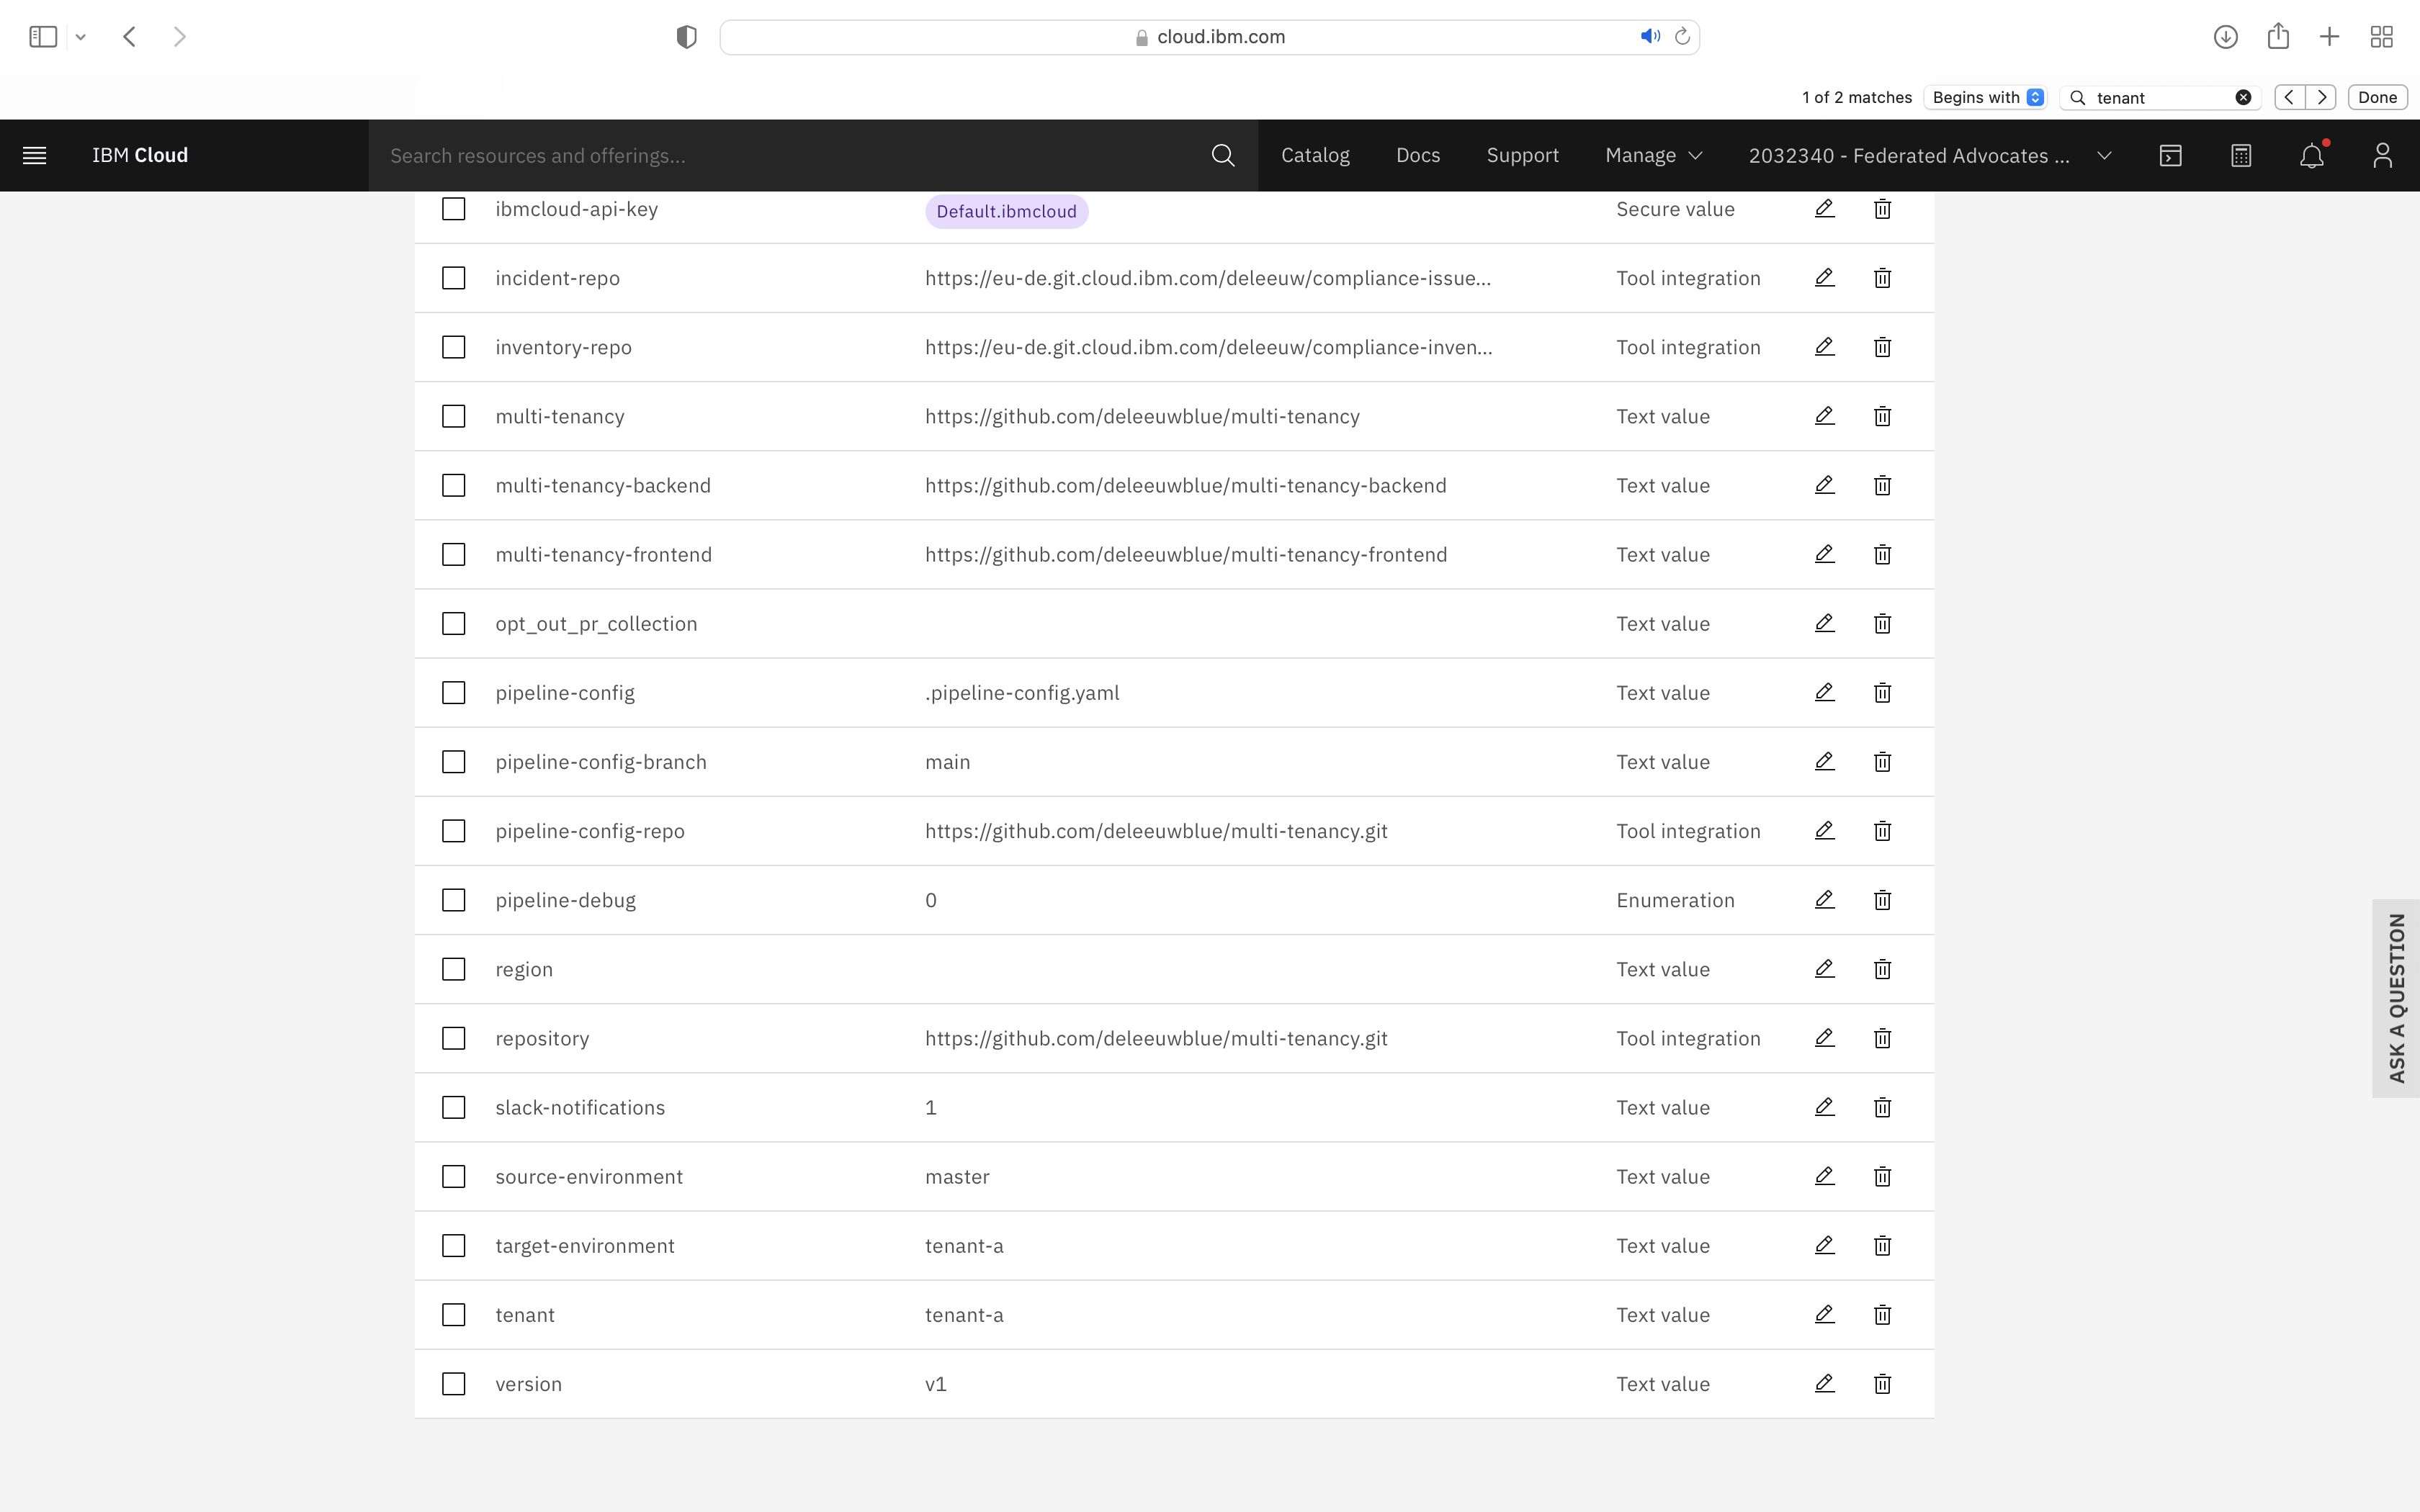 cloud.ibm.com
1 of 2 matches Begins with tenant Done
IBM Cloud Search resources and offerings... Catalog Docs Support Manage 2032340 - Federated Advocates ...
ibmcloud-api-key Default.ibmcloud Secure value
incident-repo https://eu-de.git.cloud.ibm.com/deleeuw/compliance-issue... Tool integration
inventory-repo https://eu-de.git.cloud.ibm.com/deleeuw/compliance-inven... Tool integration
multi-tenancy https://github.com/deleeuwblue/multi-tenancy Text value
multi-tenancy-backend https://github.com/deleeuwblue/multi-tenancy-backend Text value
multi-tenancy-frontend https://github.com/deleeuwblue/multi-tenancy-frontend Text value
opt_out_pr_collection Text value
pipeline-config .pipeline-config.yaml Text value
pipeline-config-branch main Text value
pipeline-config-repo https://github.com/deleeuwblue/multi-tenancy.git Tool integration
pipeline-debug 0 Enumeration
region Text value
repository https://github.com/deleeuwblue/multi-tenancy.git Tool integration
slack-notifications 1 Text value
source-environment master Text value
target-environment tenant-a Text value
tenant tenant-a Text value
version v1 Text value
ASK A QUESTION